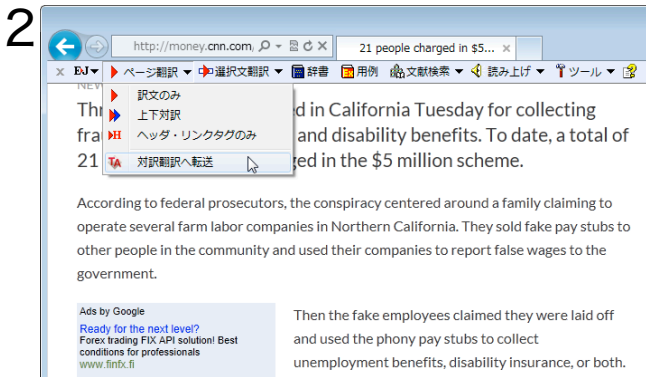 2
http://money.cnn.com,
21 people charged in $5...
× EJ▼ ページ翻訳 ▼ 選択文翻訳 ▼ 辞書 用例 文献検索 ▼ 読み上げ ▼ ツール ▼
NEW
訳文のみ
上下対訳
ヘッダ・リンクタグのみ
対訳翻訳へ転送
Thr d in California Tuesday for collecting
fra and disability benefits. To date, a total of
21 ged in the $5 million scheme.
According to federal prosecutors, the conspiracy centered around a family claiming to
operate several farm labor companies in Northern California. They sold fake pay stubs to
other people in the community and used their companies to report false wages to the
government.
Ads by Google
Ready for the next level?
Forex trading FIX API solution! Best
conditions for professionals
www.finfx.fi
Then the fake employees claimed they were laid off
and used the phony pay stubs to collect
unemployment benefits, disability insurance, or both.